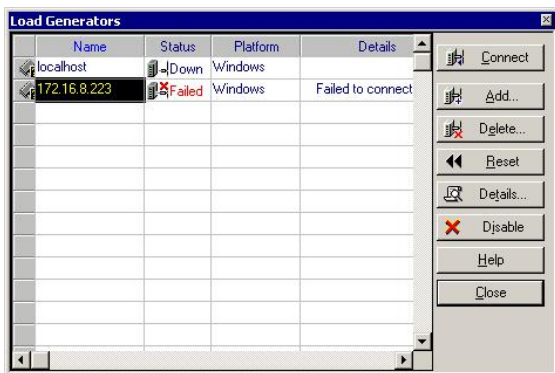 Load Generators
Name Status Platform Details
localhost Down Windows
172.16.8.223 Failed Windows Failed to connect
Connect
Add...
Delete...
Reset
Details...
Disable
Help
Close